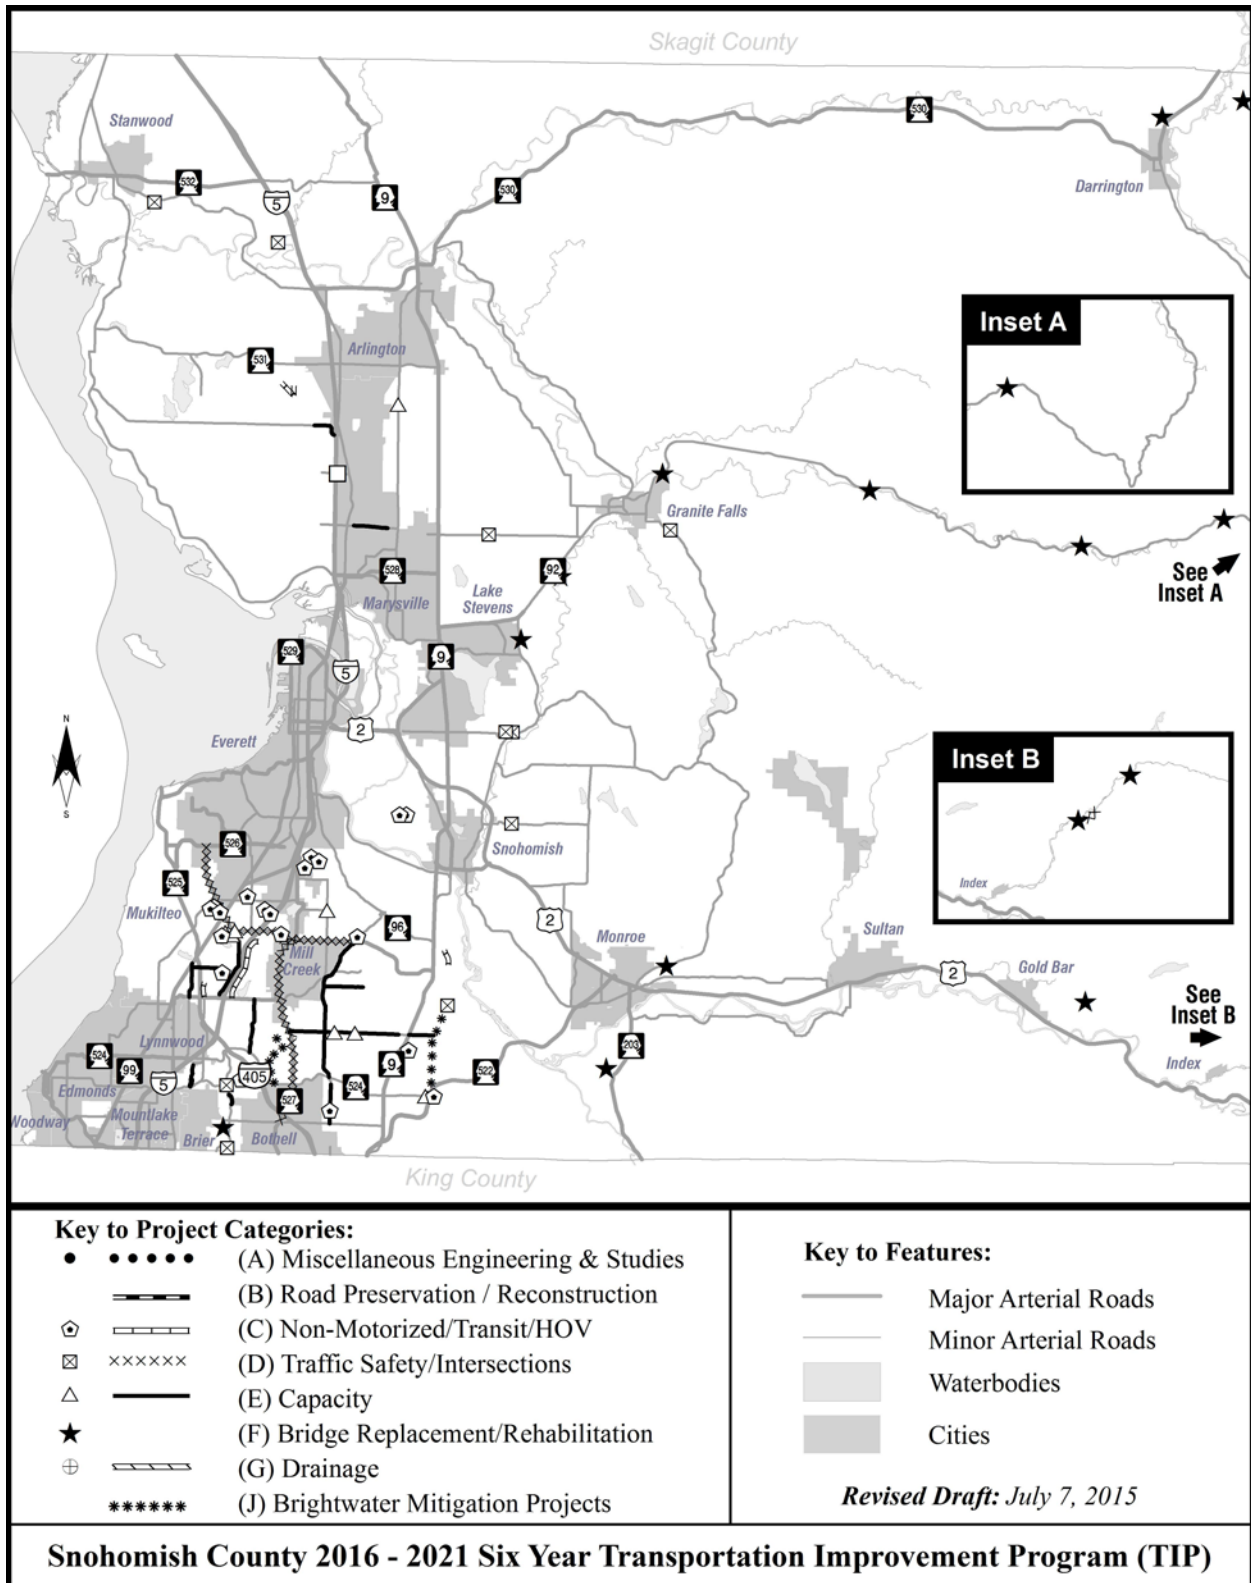 Skagit County
Stanwood
530
Darrington
532
5
9
530
Inset A
531
Arlington
Granite Falls
528
92
Marysville
Lake
Stevens
See
Inset A
529
5
9
2
N
S
Everett
Inset B
526
Snohomish
525
Index
Mukilteo
96
2
Monroe
Sultan
Mill
Creek
2
Gold Bar
See
Inset B
Lynnwood
524
99
5
405
9
203
522
Index
Edmonds
527
524
Woodway
Mountlake
Terrace
Brier
Bothell
King County
Key to Project Categories:
(A) Miscellaneous Engineering & Studies
(B) Road Preservation / Reconstruction
(C) Non-Motorized/Transit/HOV
(D) Traffic Safety/Intersections
(E) Capacity
(F) Bridge Replacement/Rehabilitation
(G) Drainage
(J) Brightwater Mitigation Projects
Key to Features:
Major Arterial Roads
Minor Arterial Roads
Waterbodies
Cities
Revised Draft: July 7, 2015
Snohomish County 2016 - 2021 Six Year Transportation Improvement Program (TIP)